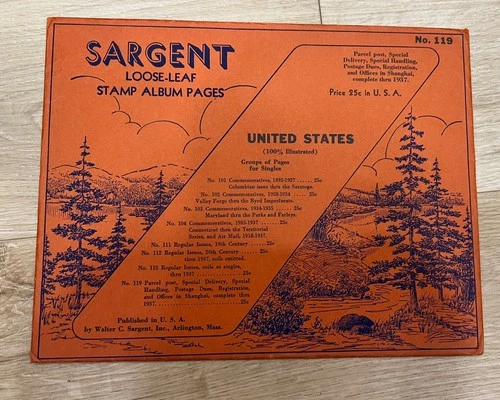 No. 119
SARGENT
LOOSE-LEAF
STAMP ALBUM PAGES
Parcel post, Special
Delivery, Special Handling,
Postage Dues, Registration,
and Offices in Shanghai,
complete thru 1937.
Price 25c in U. S. A.
UNITED STATES
(100% Illustrated)
Groups of Pages
for Singles
No. 101 Commemoratives, 1893-1927 ..... 25c
Columbian issue thru the Saratoga.
No. 102 Commemoratives, 1928-1934 ..... 25c
Valley Forge thru the Byrd Imperforate.
No. 103 Commemoratives, 1934-1935 ..... 25c
Maryland thru the Parks and Farleys.
No. 104 Commemoratives, 1935-1937 ..... 25c
Connecticut thru the Territorial
Series, and Air Mail, 1918-1937.
No. 111 Regular Issues, 19th Century ...... 25c
No. 112 Regular Issues, 20th Century ...... 25c
thru 1937, coils omitted.
No. 115 Regular Issues, coils as singles,
thru 1937 ............ 25c
No. 119 Parcel post, Special Delivery, Special
Handling, Postage Dues, Registration,
and Offices in Shanghai, complete thru
1937. ............ 25c
Published in U. S. A.
by Walter C. Sargent, Inc., Arlington, Mass.